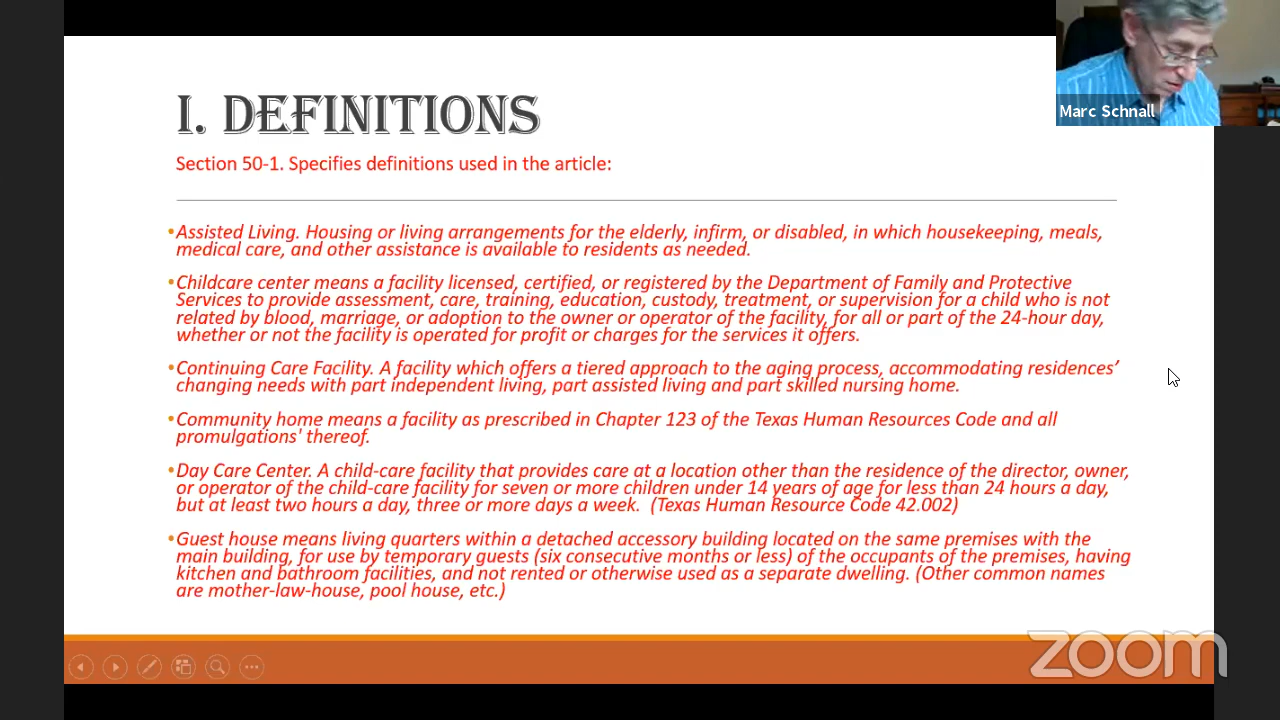 I. DEFINITIONS
Marc Schnall
Section 50-1. Specifies definitions used in the article:
•Assisted Living. Housing or living arrangements for the elderly, infirm, or disabled, in which housekeeping, meals,
medical care, and other assistance is available to residents as needed.
•Childcare center means a facility licensed, certified, or registered by the Department of Family and Protective
Services to provide assessment, care, training, education, custody, treatment, or supervision for a child who is not
related by blood, marriage, or adoption to the owner or operator of the facility, for all or part of the 24-hour day,
whether or not the facility is operated for profit or charges for the services it offers.
•Continuing Care Facility. A facility which offers a tiered approach to the aging process, accommodating residences’
changing needs with part independent living, part assisted living and part skilled nursing home.
•Community home means a facility as prescribed in Chapter 123 of the Texas Human Resources Code and all
promulgations' thereof.
•Day Care Center. A child-care facility that provides care at a location other than the residence of the director, owner,
or operator of the child-care facility for seven or more children under 14 years of age for less than 24 hours a day,
but at least two hours a day, three or more days a week. (Texas Human Resource Code 42.002)
•Guest house means living quarters within a detached accessory building located on the same premises with the
main building, for use by temporary guests (six consecutive months or less) of the occupants of the premises, having
kitchen and bathroom facilities, and not rented or otherwise used as a separate dwelling. (Other common names
are mother-law-house, pool house, etc.)
zoom